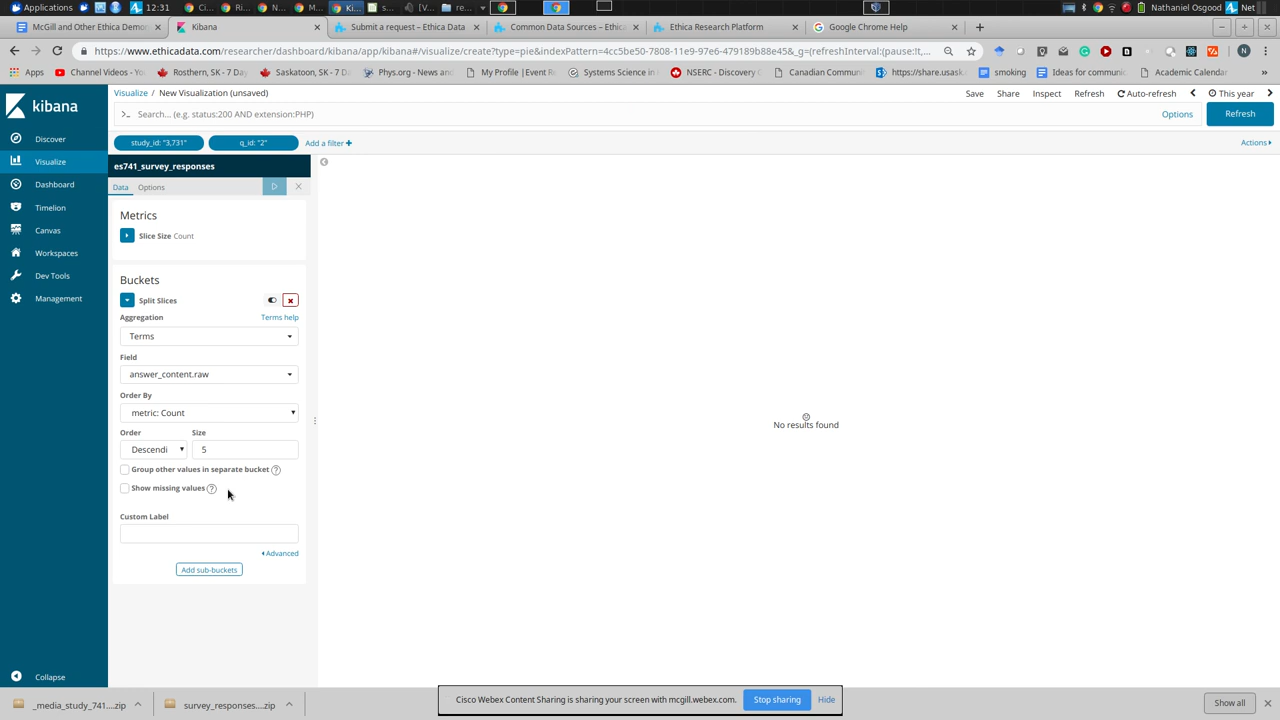 Applications
12:31
Nathaniel Osgood
Net
McGill and Other Ethica Demo
Kibana
Submit a request – Ethica Data
Common Data Sources – Ethica
Ethica Research Platform
Google Chrome Help
https://www.ethicadata.com/researcher/dashboard/kibana/app/kibana#/visualize/create?type=pie&indexPattern=4cc5be50-7808-11e9-97e6-479189b88e45&_g=(refreshInterval:(pause:!t,...
Apps
Channel Videos - Yo
Rosthern, SK - 7 Day
Saskatoon, SK - 7 D
Phys.org - News an
My Profile | Event R
Systems Science in
NSERC - Discovery
Canadian Commun
https://share.usask.
smoking
Ideas for communic
Academic Calendar
kibana
Visualize / New Visualization (unsaved)
Save Share Inspect Refresh Auto-refresh This year
>_ Search... (e.g. status:200 AND extension:PHP)
Options
Refresh
study_id: "3,731"
q_id: "2"
Add a filter +
Actions
Discover
Visualize
Dashboard
Timelion
Canvas
Workspaces
Dev Tools
Management
Collapse
es741_survey_responses
Data Options
Metrics
Slice Size Count
Buckets
Split Slices
Aggregation Terms help
Terms
Field
answer_content.raw
Order By
metric: Count
Order Size
Descendi 5
Group other values in separate bucket ?
Show missing values ?
Custom Label
Advanced
Add sub-buckets
No results found
survey_responses....zip
Cisco Webex Content Sharing is sharing your screen with mcgill.webex.com.
Stop sharing
Hide
Show all